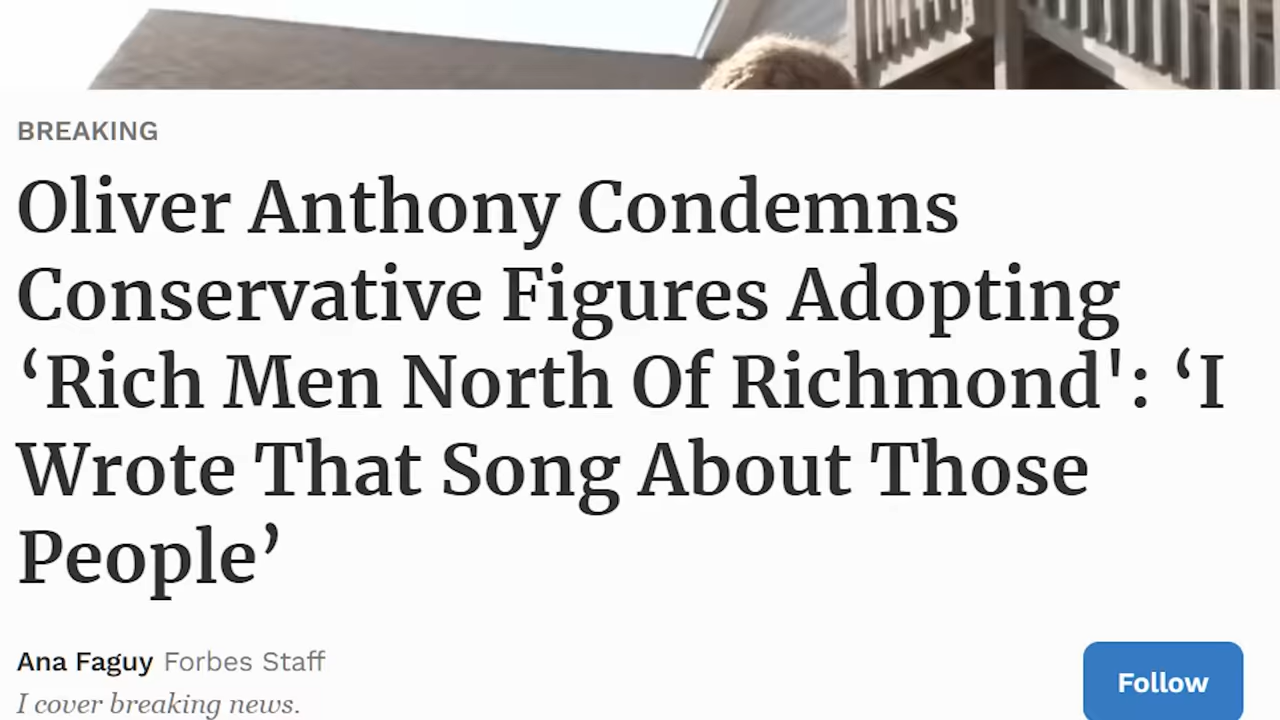 BREAKING
Oliver Anthony Condemns
Conservative Figures Adopting
‘Rich Men North Of Richmond': ‘I
Wrote That Song About Those
People’
Ana Faguy Forbes Staff
I cover breaking news.
Follow